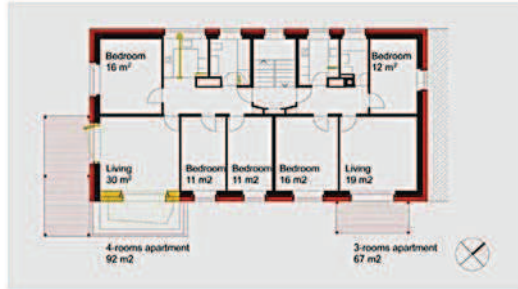 Bedroom
16 m²
Bedroom
12 m²
Living
30 m²
Bedroom
11 m2
Bedroom
11 m2
Bedroom
16 m2
Living
19 m2
4-rooms apartment
92 m2
3-rooms apartment
67 m2